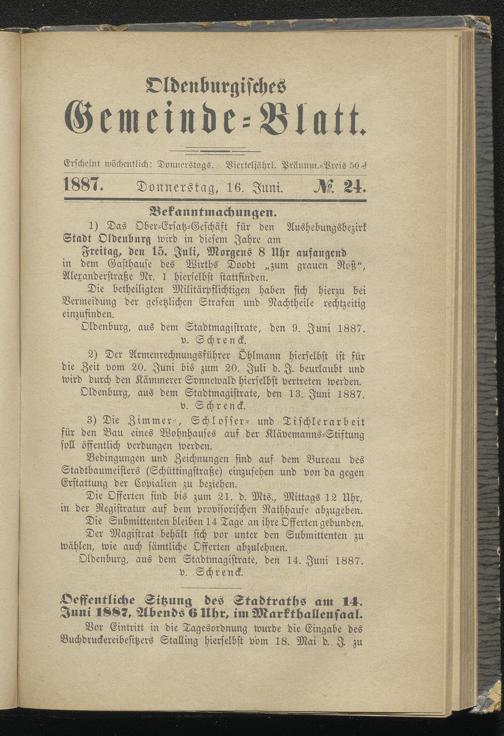 Oldenburgisches
Gemeinde-Blatt.
Erscheint wöchentlich: Donnerstags. Vierteljährl. Pränum.-Preis 50 ₰
1887. Donnerstag, 16. Juni. №. 24.
Bekanntmachungen.
1) Das Ober-Ersatz-Geschäft für den Aushebungsbezirk
Stadt Oldenburg wird in diesem Jahre am
Freitag, den 15. Juli, Morgens 8 Uhr anfangend
in dem Gasthause des Wirths Doodt „zum grauen Roß",
Alexanderstraße Nr. 1 hierselbst stattfinden.
Die betheiligten Militärpflichtigen haben sich hierzu bei
Vermeidung der gesetzlichen Strafen und Nachtheile rechtzeitig
einzufinden.
Oldenburg, aus dem Stadtmagistrate, den 9. Juni 1887.
v. Schrenck.
2) Der Armenrechnungsführer Öhlmann hierselbst ist für
die Zeit vom 20. Juni bis zum 20. Juli d. J. beurlaubt und
wird durch den Kämmerer Sonnewald hierselbst vertreten werden.
Oldenburg, aus dem Stadtmagistrate, den 13. Juni 1887.
v. Schrenck.
3) Die Zimmer-, Schlosser- und Tischlerarbeit
für den Bau eines Wohnhauses auf der Klävemanns-Stiftung
soll öffentlich verdungen werden.
Bedingungen und Zeichnungen sind auf dem Bureau des
Stadtbaumeisters (Schüttingstraße) einzusehen und von da gegen
Erstattung der Copialien zu beziehen.
Die Offerten sind bis zum 21. d. Mts., Mittags 12 Uhr,
in der Registratur auf dem provisorischen Rathhause abzugeben.
Die Submittenten bleiben 14 Tage an ihre Offerten gebunden.
Der Magistrat behält sich vor unter den Submittenten zu
wählen, wie auch sämtliche Offerten abzulehnen.
Oldenburg, aus dem Stadtmagistrate, den 14. Juni 1887.
v. Schrenck.
Oeffentliche Sitzung des Stadtraths am 14.
Juni 1887, Abends 6 Uhr, im Markthallensaal.
Vor Eintritt in die Tagesordnung wurde die Eingabe des
Buchdruckereibesitzers Stalling hierselbst vom 18. Mai d. J. zu